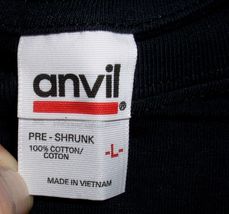 anvil®
PRE-SHRUNK
100% COTTON/
COTON
-L-
MADE IN VIETNAM